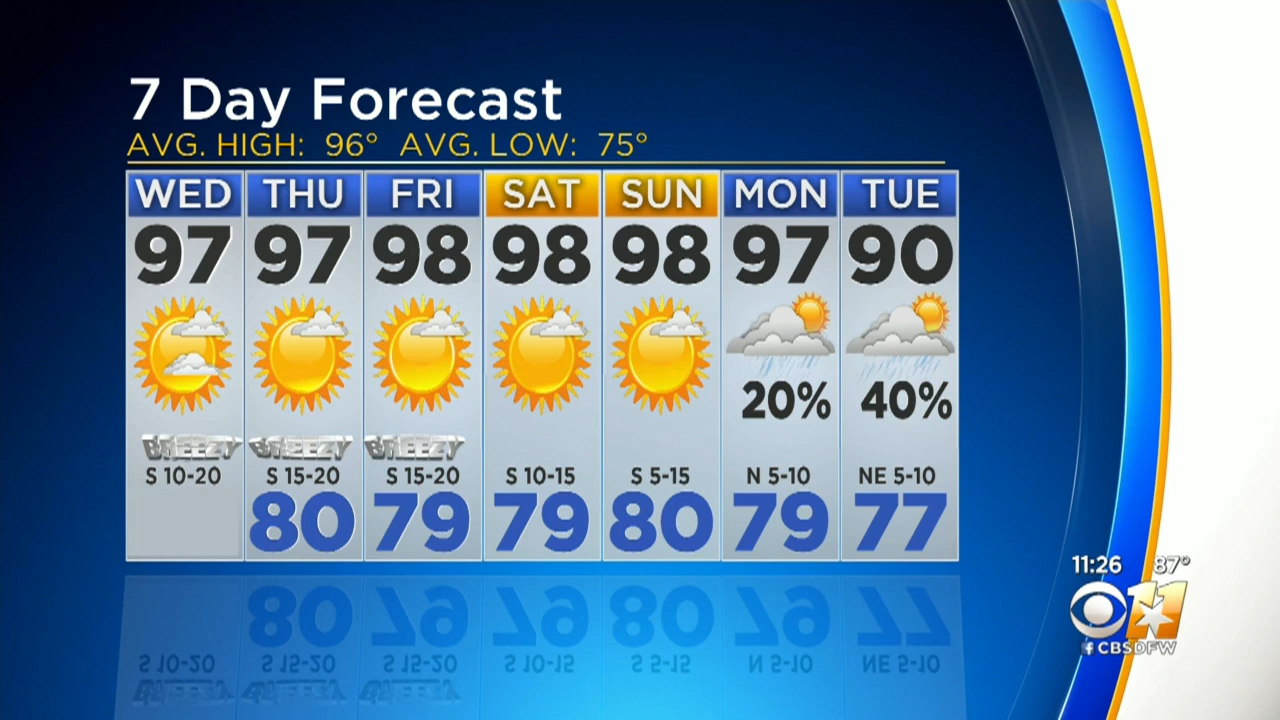 7 Day Forecast
AVG. HIGH: 96° AVG. LOW: 75°
WED THU FRI SAT SUN MON TUE
97 97 98 98 98 97 90
20% 40%
BREEZY BREEZY BREEZY
S 10-20 S 15-20 S 15-20 S 10-15 S 5-15 N 5-10 NE 5-10
80 79 79 80 79 77
11:26 87°
11
CBSDFW